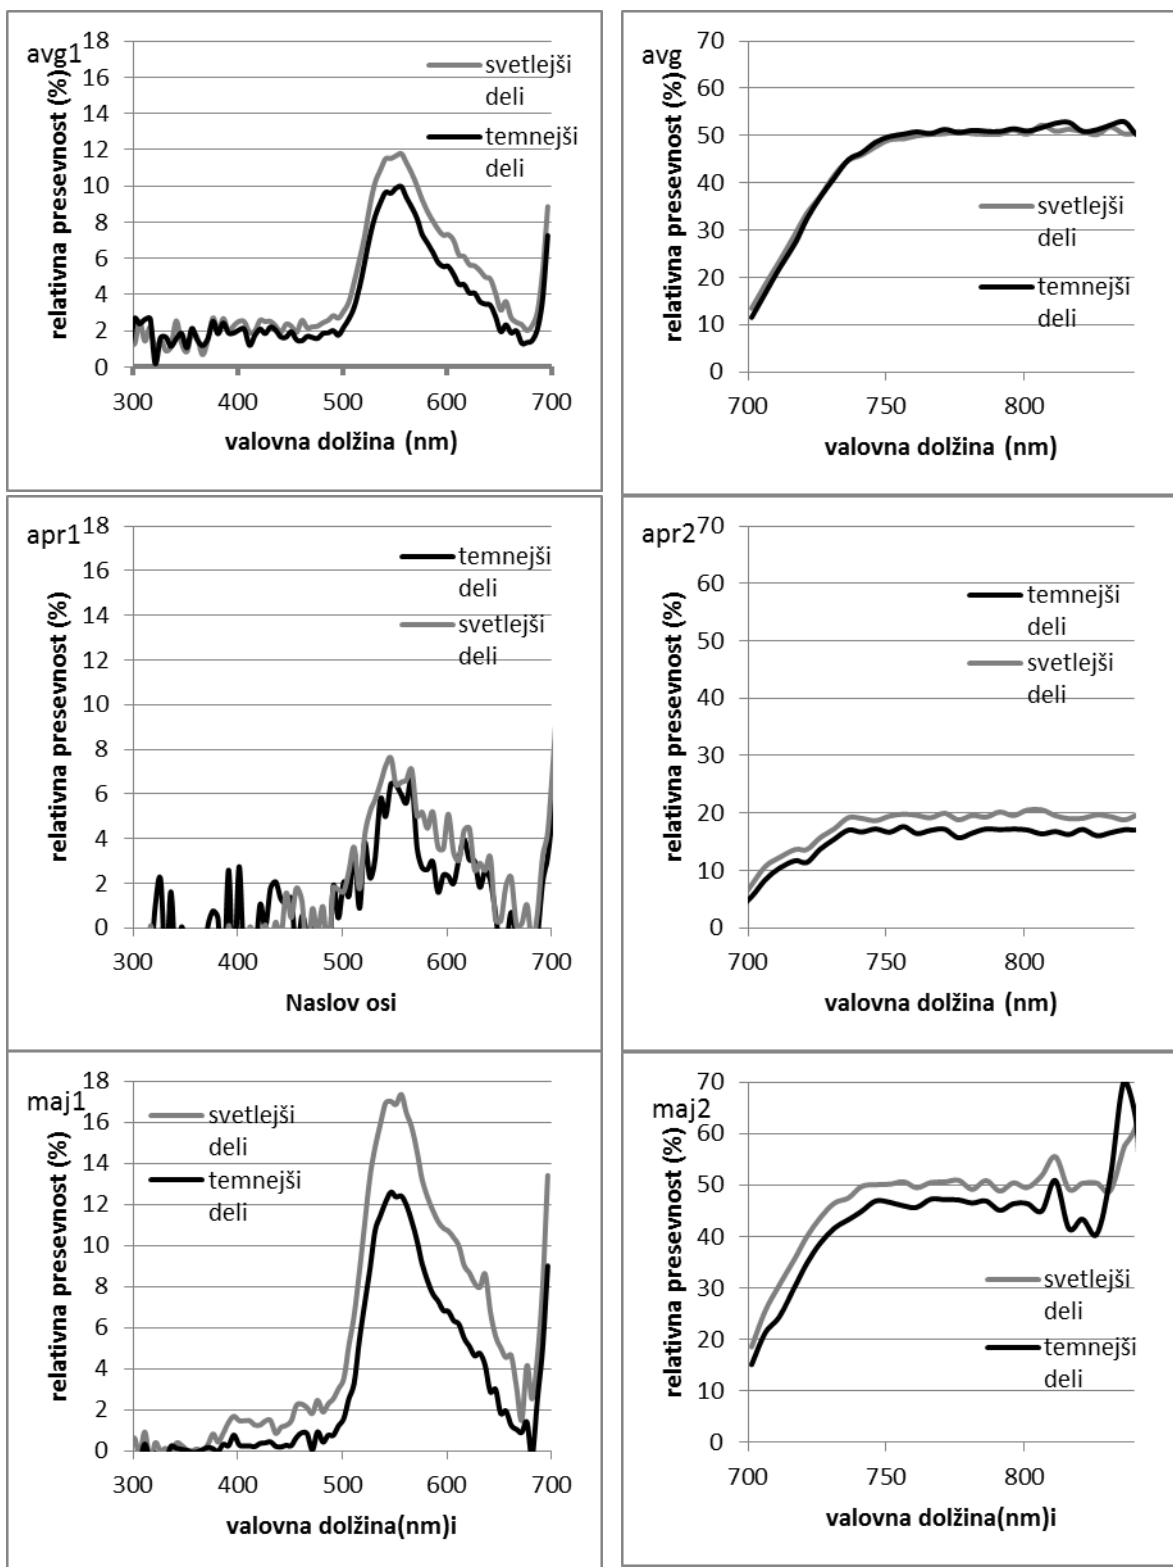 avg1
18
16
14
12
10
8
6
4
2
0
300 400 500 600 700
relativna presevnost (%)
valovna dolžina (nm)
svetlejši
deli
temnejši
deli
avg
70
60
50
40
30
20
10
0
700 750 800
relativna presevnost (%)
valovna dolžina (nm)
svetlejši
deli
temnejši
deli
apr1
18
16
14
12
10
8
6
4
2
0
300 400 500 600 700
relativna presevnost (%)
Naslov osi
temnejši
deli
svetlejši
deli
apr2
70
60
50
40
30
20
10
0
700 750 800
relativna presevnost (%)
valovna dolžina (nm)
temnejši
deli
svetlejši
deli
maj1
18
16
14
12
10
8
6
4
2
0
300 400 500 600 700
relativna presevnost (%)
valovna dolžina(nm)i
svetlejši
deli
temnejši
deli
maj2
70
60
50
40
30
20
10
0
700 750 800
relativna presevnost (%)
valovna dolžina(nm)i
svetlejši
deli
temnejši
deli